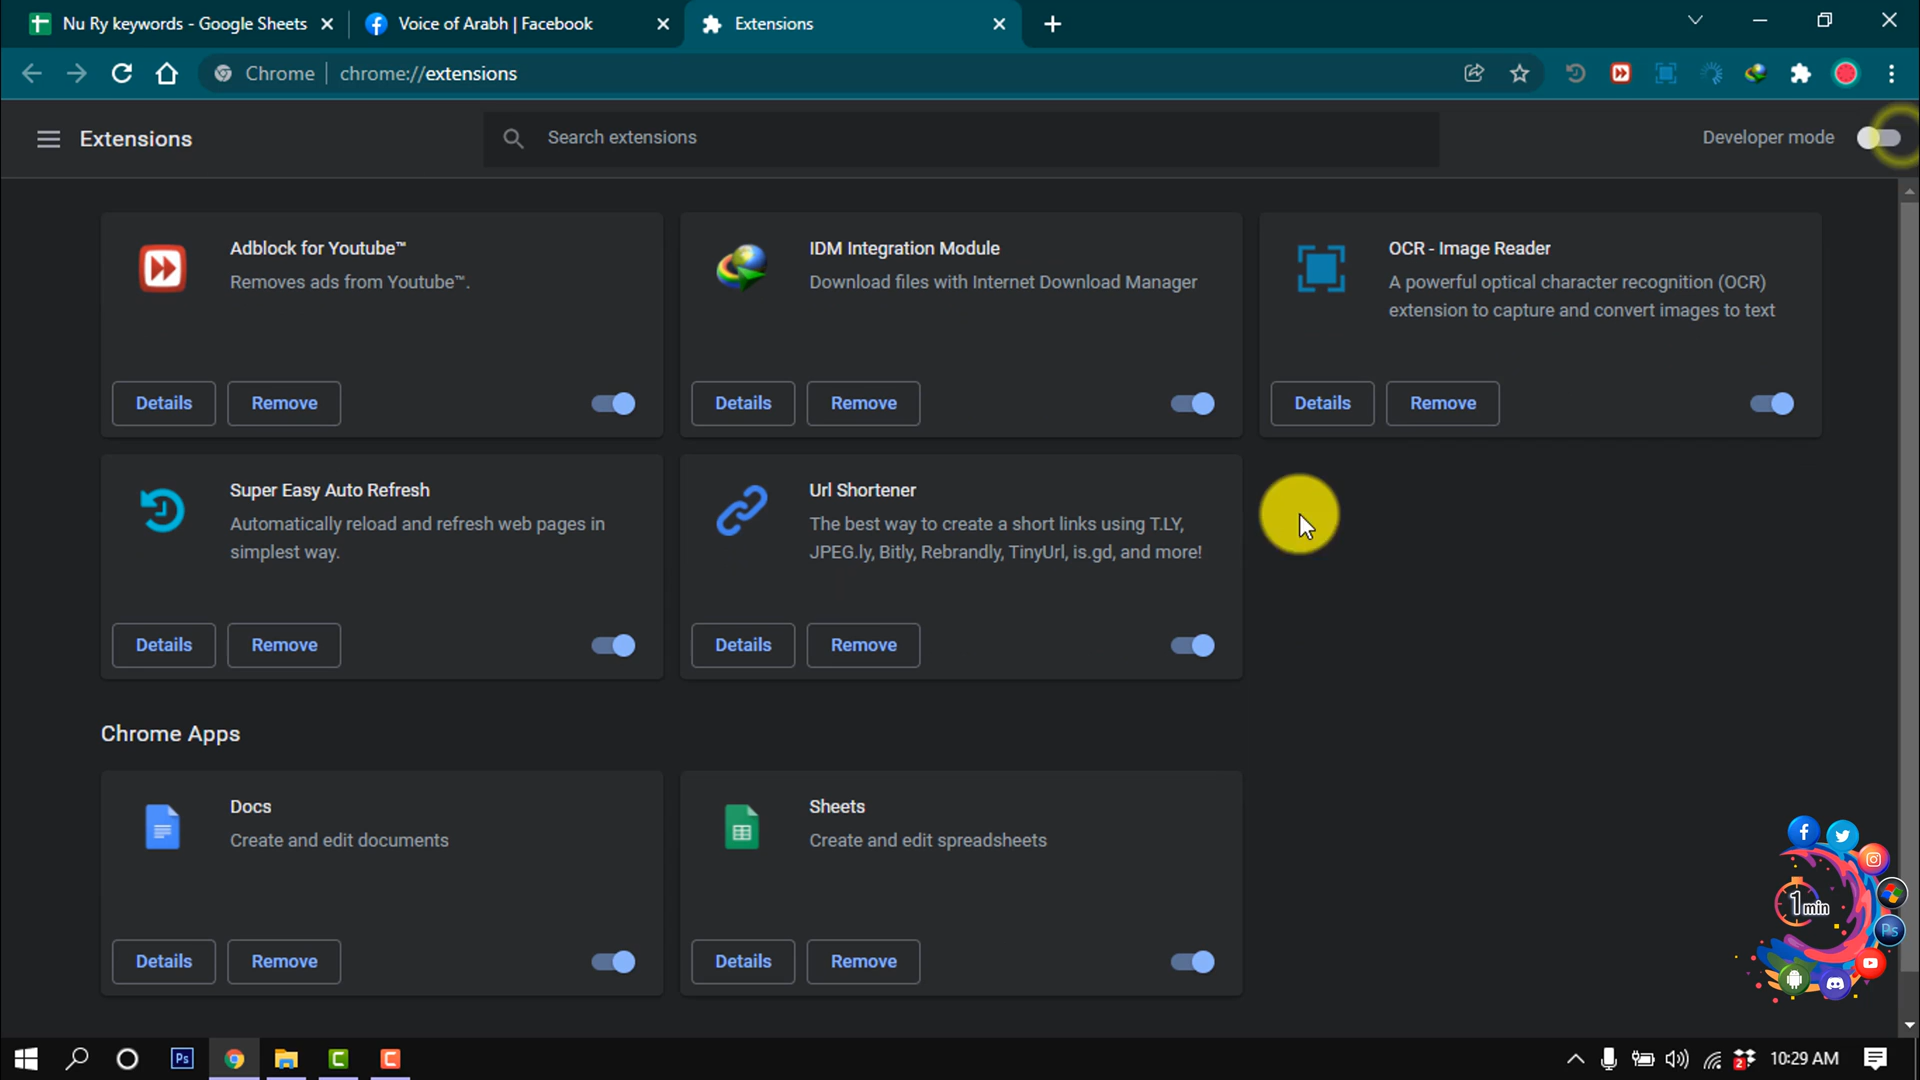 Nu Ry keywords - Google Sheets
Voice of Arabh | Facebook
Extensions
Chrome
chrome://extensions
Extensions
Search extensions
Developer mode
Adblock for Youtube™
Removes ads from Youtube™.
Details
Remove
IDM Integration Module
Download files with Internet Download Manager
Details
Remove
OCR - Image Reader
A powerful optical character recognition (OCR)
extension to capture and convert images to text
Details
Remove
Super Easy Auto Refresh
Automatically reload and refresh web pages in
simplest way.
Details
Remove
Url Shortener
The best way to create a short links using T.LY,
JPEG.ly, Bitly, Rebrandly, TinyUrl, is.gd, and more!
Details
Remove
Chrome Apps
Docs
Create and edit documents
Details
Remove
Sheets
Create and edit spreadsheets
Details
Remove
1 min
Ps
Ps
C
C
2
10:29 AM